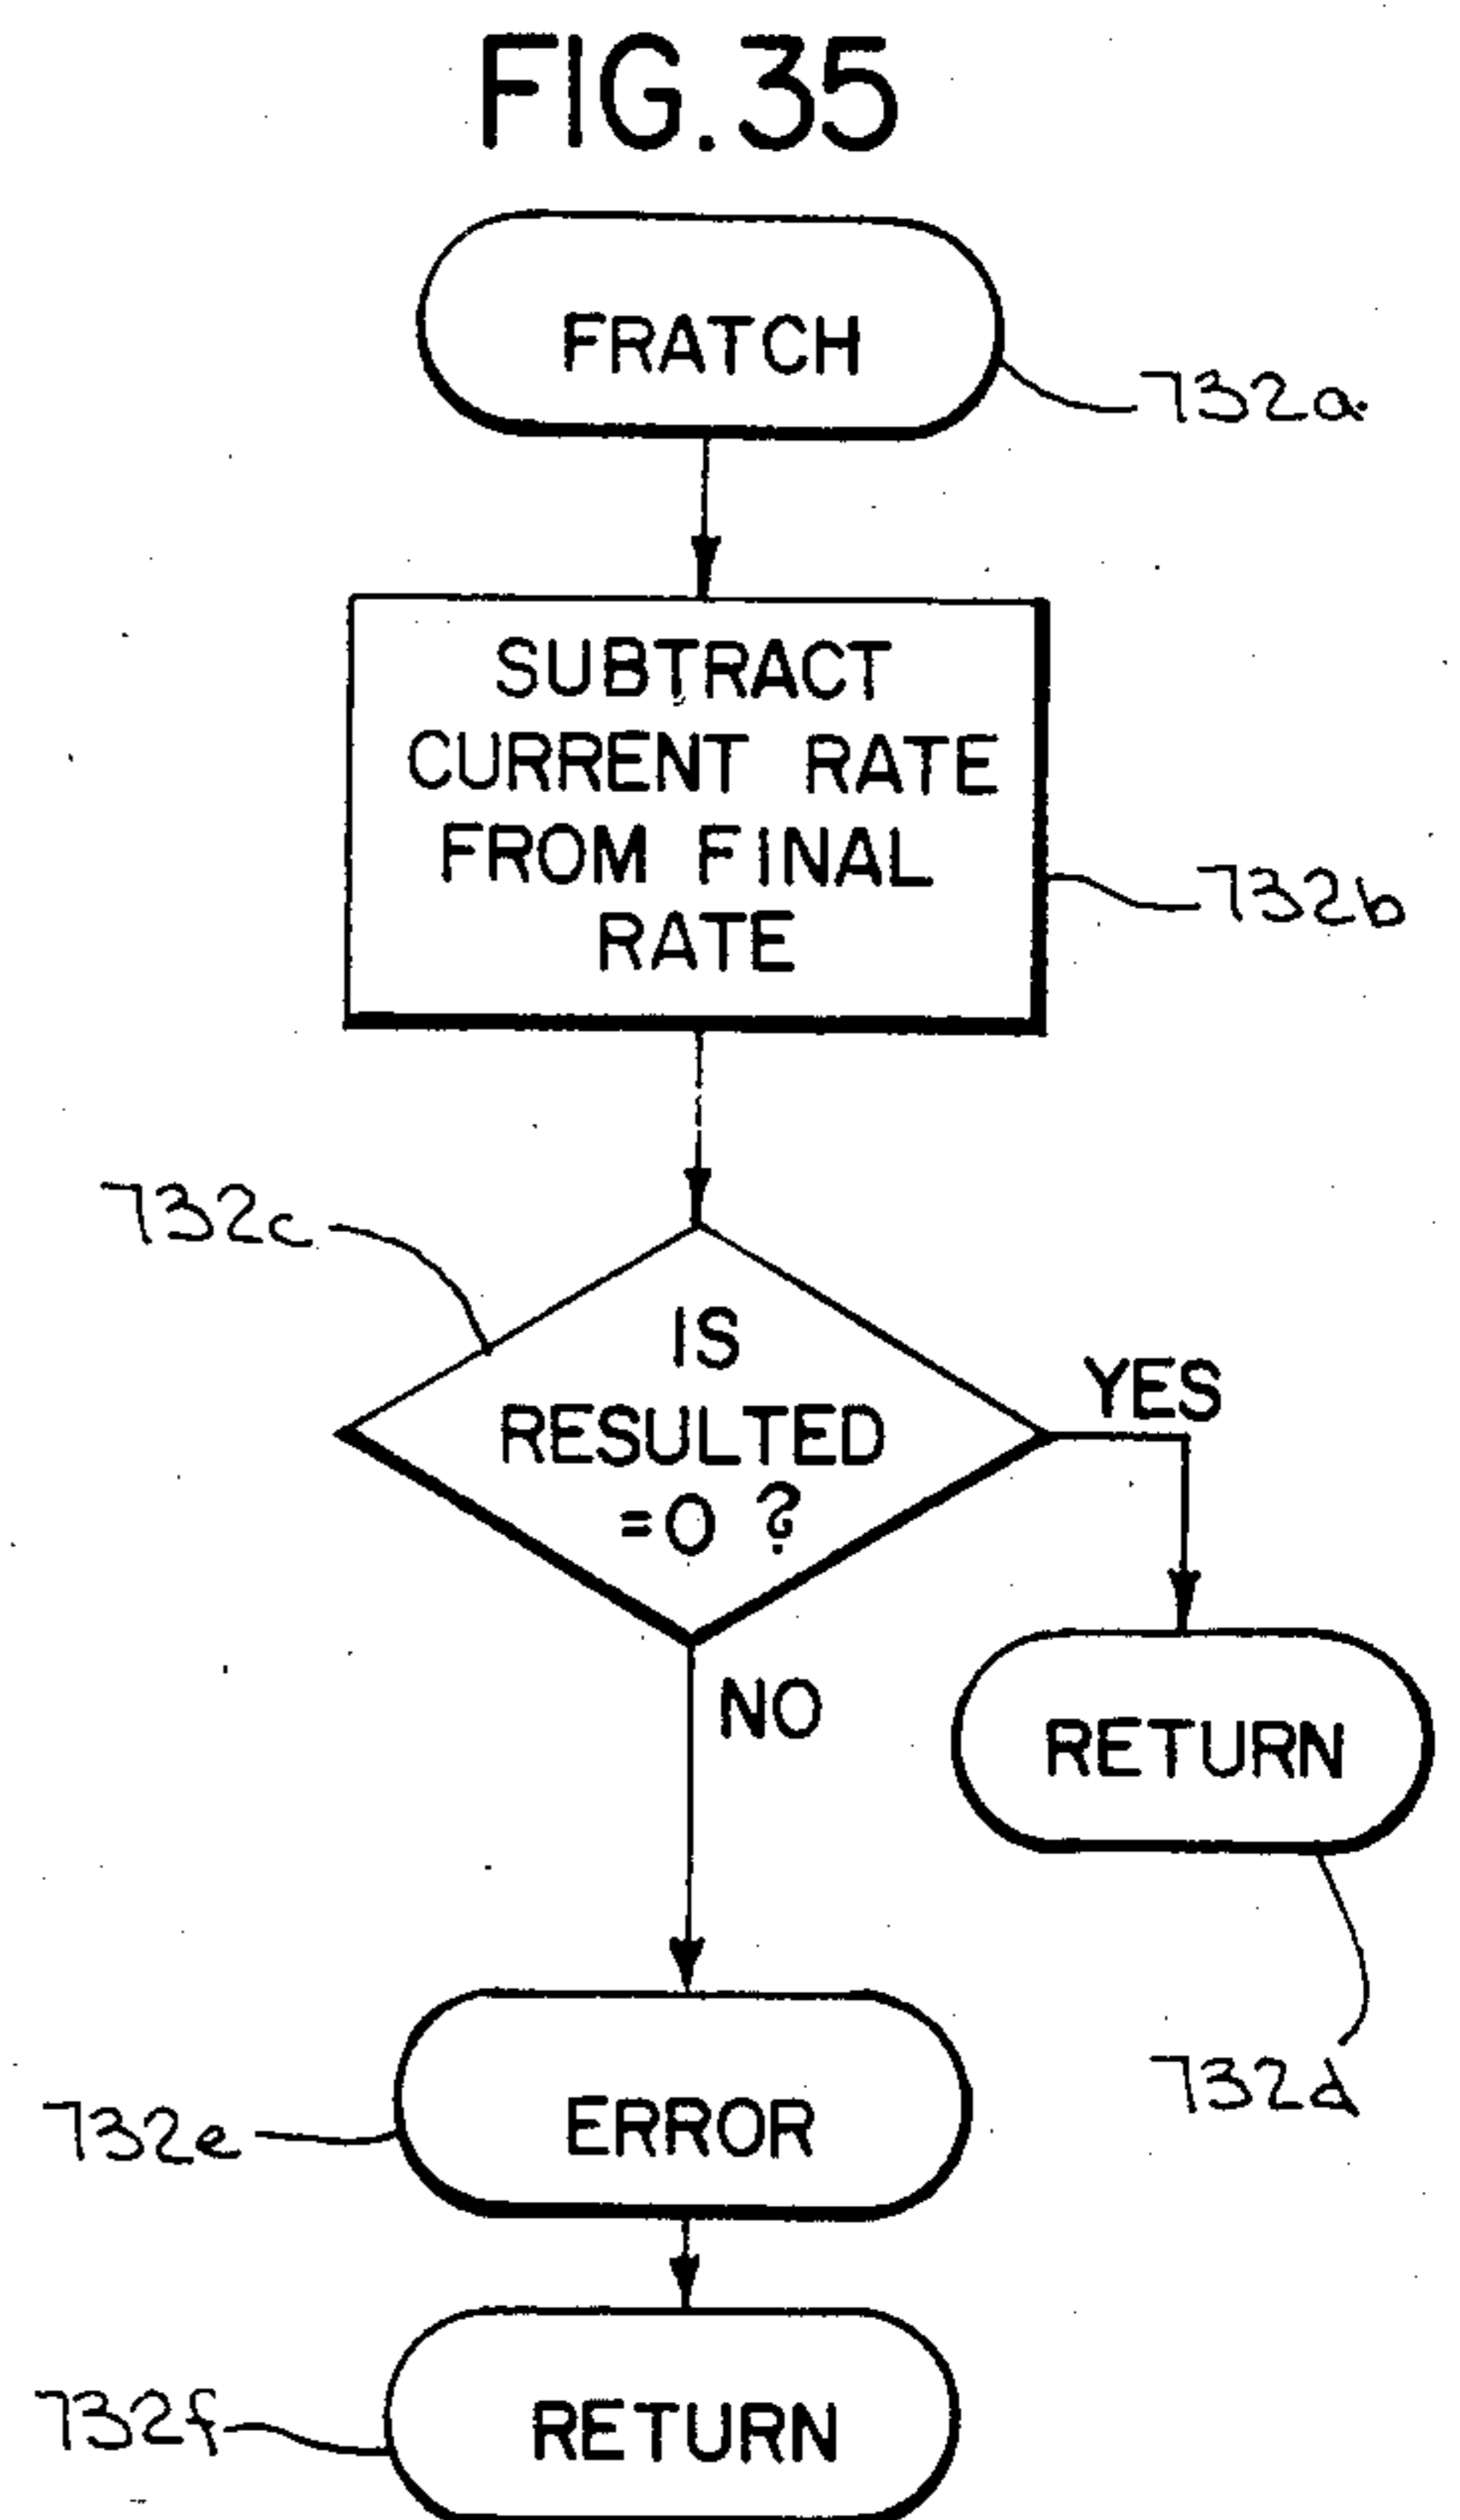 FIG.35
FRATCH
732a
SUBTRACT
CURRENT RATE
FROM FINAL
RATE
732b
732c
IS
RESULTED
=0 ?
YES
NO
RETURN
732d
ERROR
732e
RETURN
732f